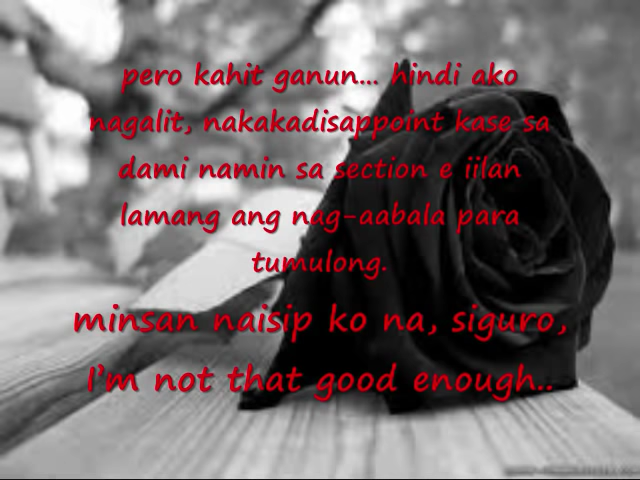 pero kahit ganun... hindi ako
nagalit, nakakadisappoint kase sa
dami namin sa section e iilan
lamang ang nag-aabala para
tumulong.
minsan naisip ko na, siguro,
I'm not that good enough..